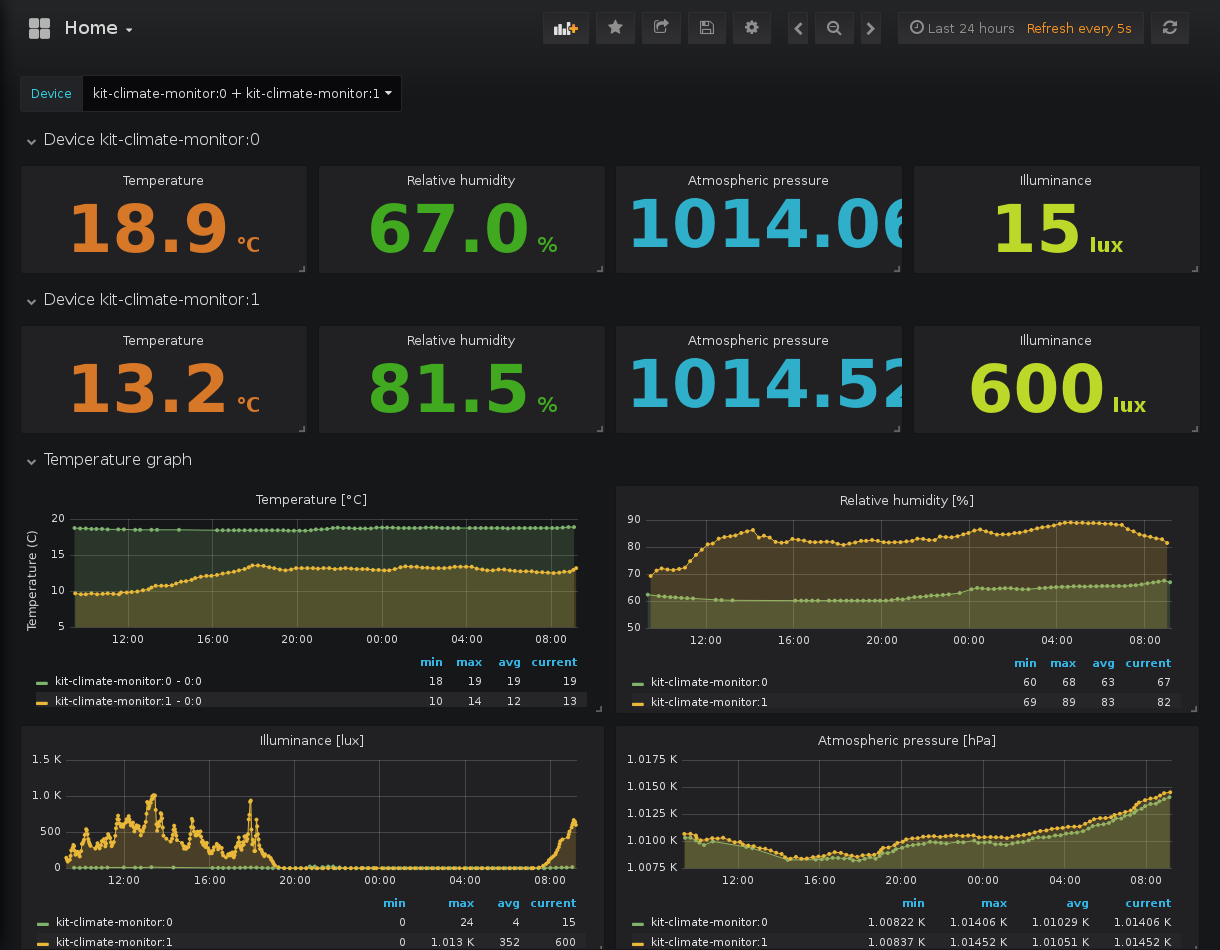 Home
Last 24 hours Refresh every 5s
Device kit-climate-monitor:0 + kit-climate-monitor:1
Device kit-climate-monitor:0
Temperature Relative humidity Atmospheric pressure Illuminance
18.9 °C 67.0 % 1014.06 15 lux
Device kit-climate-monitor:1
Temperature Relative humidity Atmospheric pressure Illuminance
13.2 °C 81.5 % 1014.52 600 lux
Temperature graph
Temperature [°C]
Temperature (C)
20
15
10
5
12:00 16:00 20:00 00:00 04:00 08:00
min max avg current
kit-climate-monitor:0 - 0:0 18 19 19 19
kit-climate-monitor:1 - 0:0 10 14 12 13
Relative humidity [%]
90
80
70
60
50
12:00 16:00 20:00 00:00 04:00 08:00
min max avg current
kit-climate-monitor:0 60 68 63 67
kit-climate-monitor:1 69 89 83 82
Illuminance [lux]
1.5 K
1.0 K
500
0
12:00 16:00 20:00 00:00 04:00 08:00
min max avg current
kit-climate-monitor:0 0 24 4 15
kit-climate-monitor:1 0 1.013 K 352 600
Atmospheric pressure [hPa]
1.0175 K
1.0150 K
1.0125 K
1.0100 K
1.0075 K
12:00 16:00 20:00 00:00 04:00 08:00
min max avg current
kit-climate-monitor:0 1.00822 K 1.01406 K 1.01029 K 1.01406 K
kit-climate-monitor:1 1.00837 K 1.01452 K 1.01051 K 1.01452 K